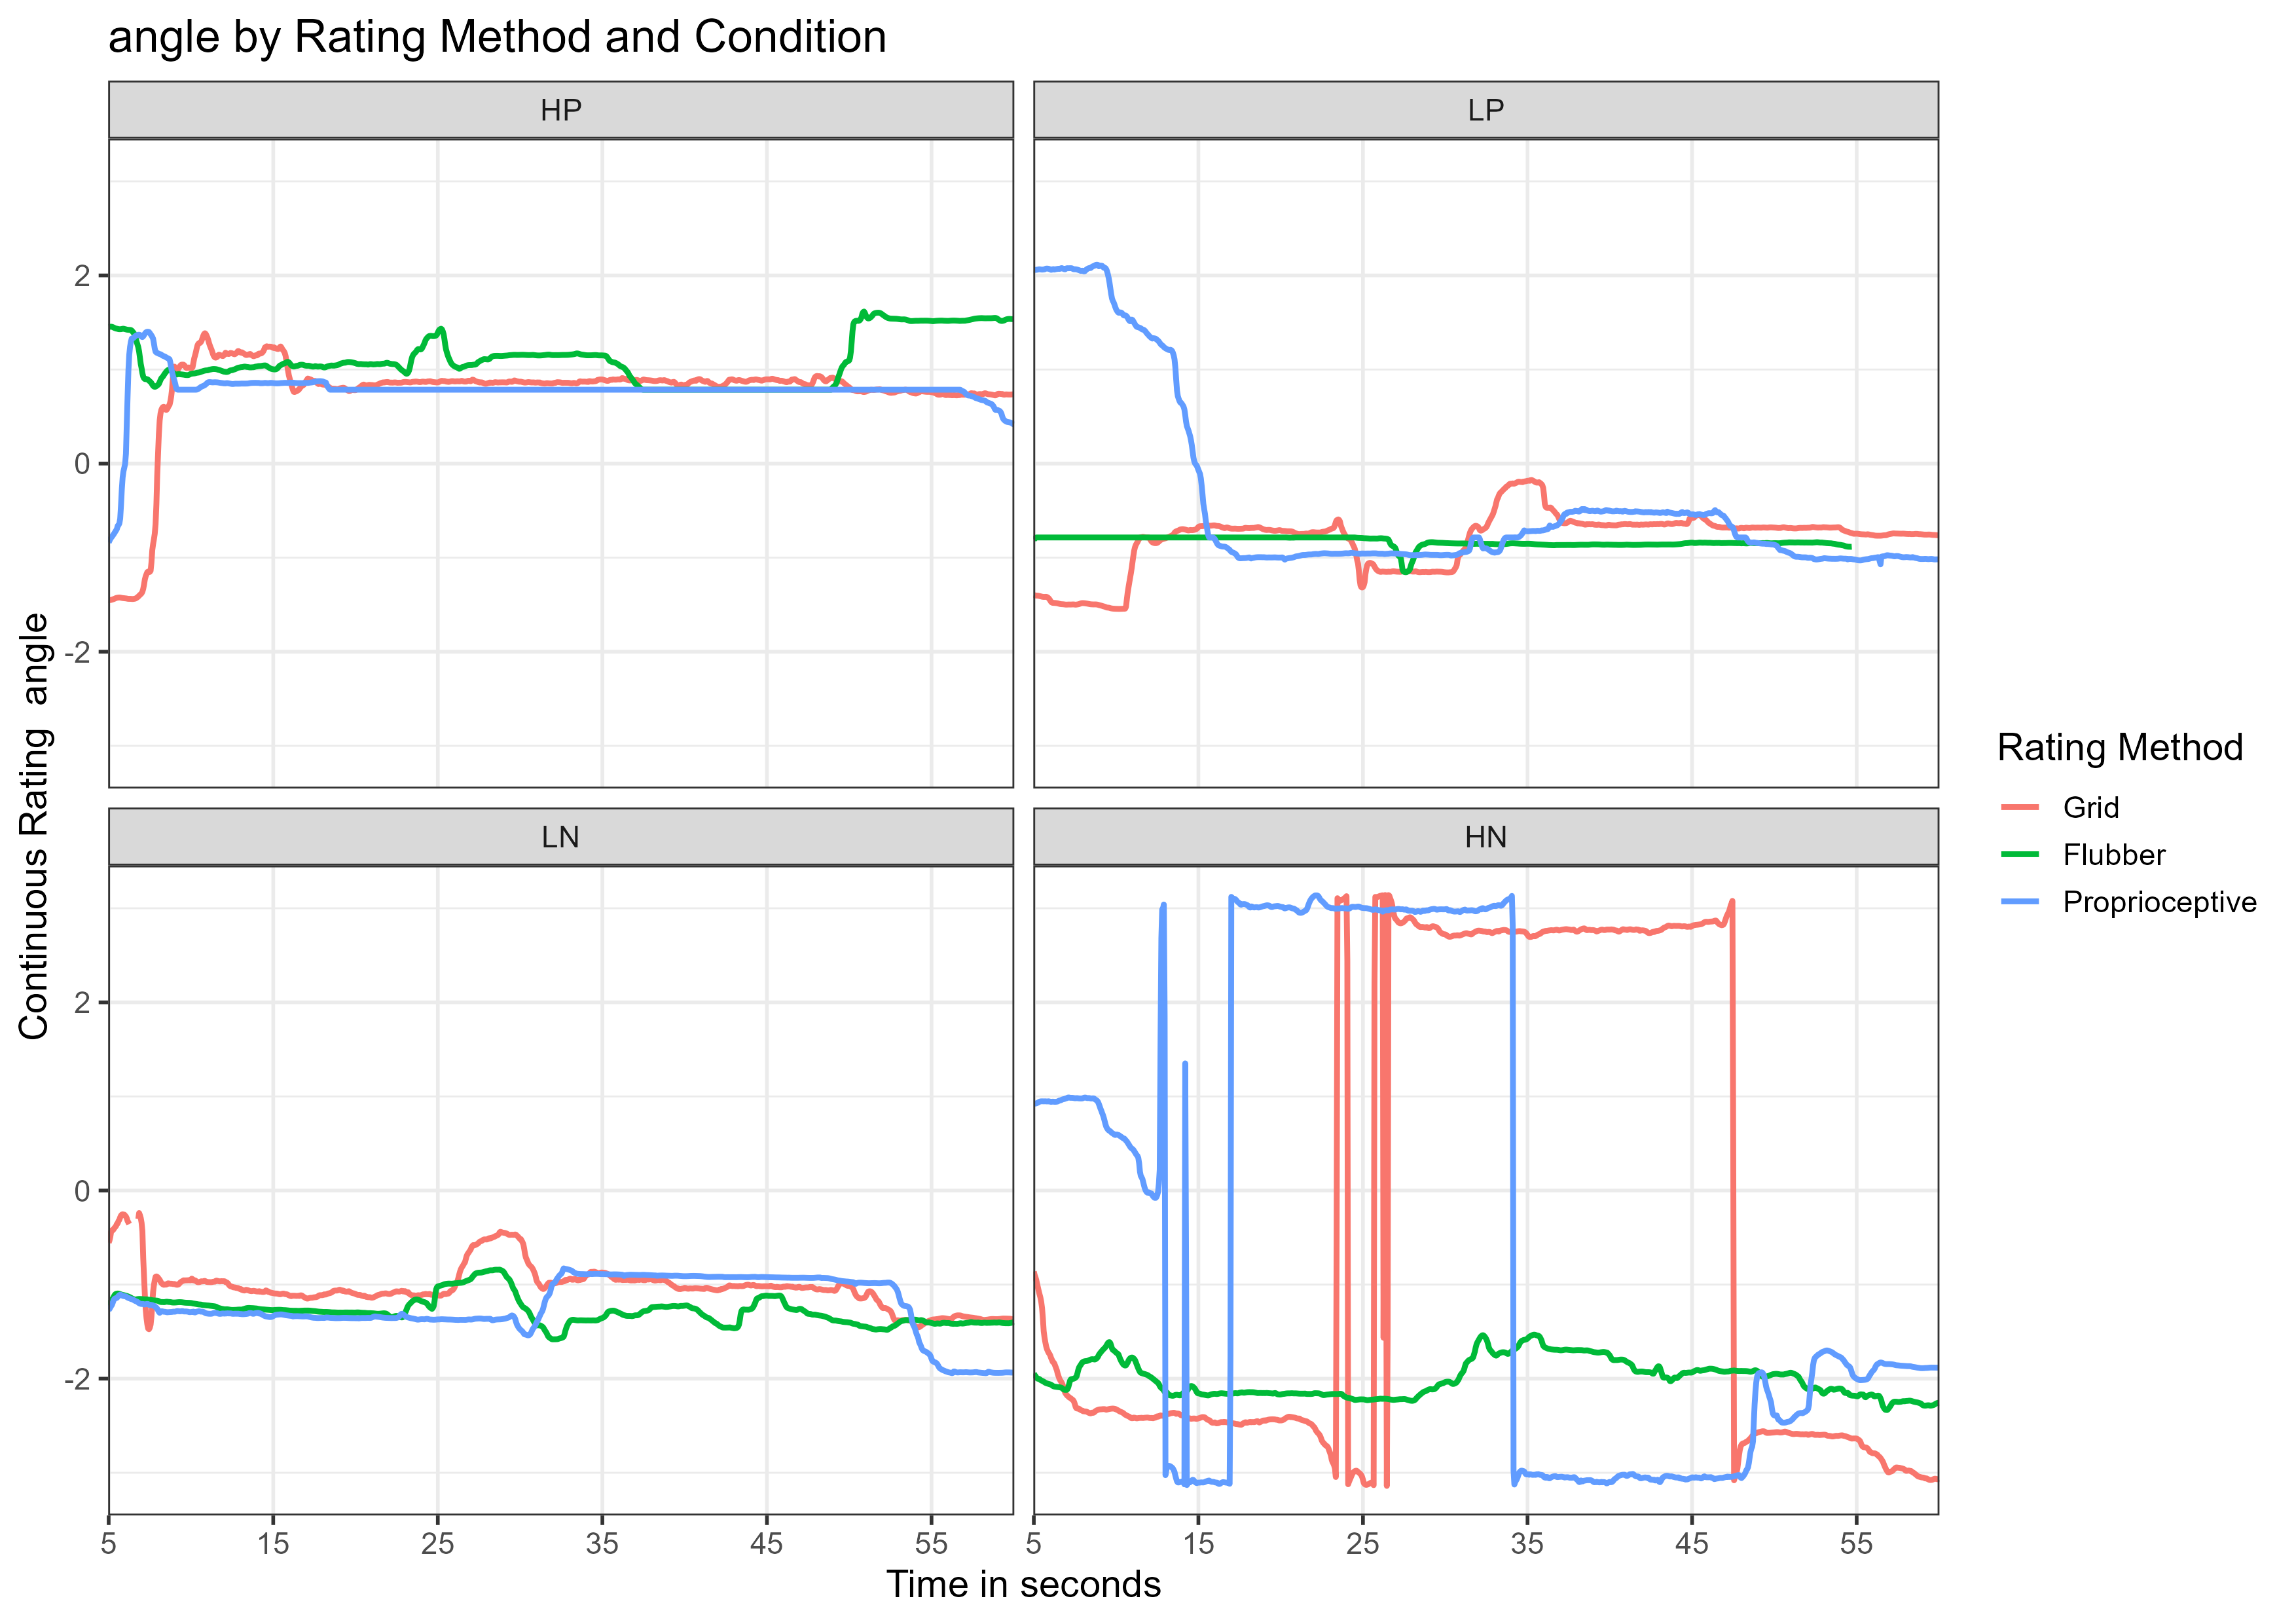 angle by Rating Method and Condition
HP
LP
2
0
-2
LN
HN
2
0
-2
5
15
25
35
45
55
5
15
25
35
45
55
Time in seconds
Continuous Rating  angle
Rating Method
Grid
Flubber
Proprioceptive